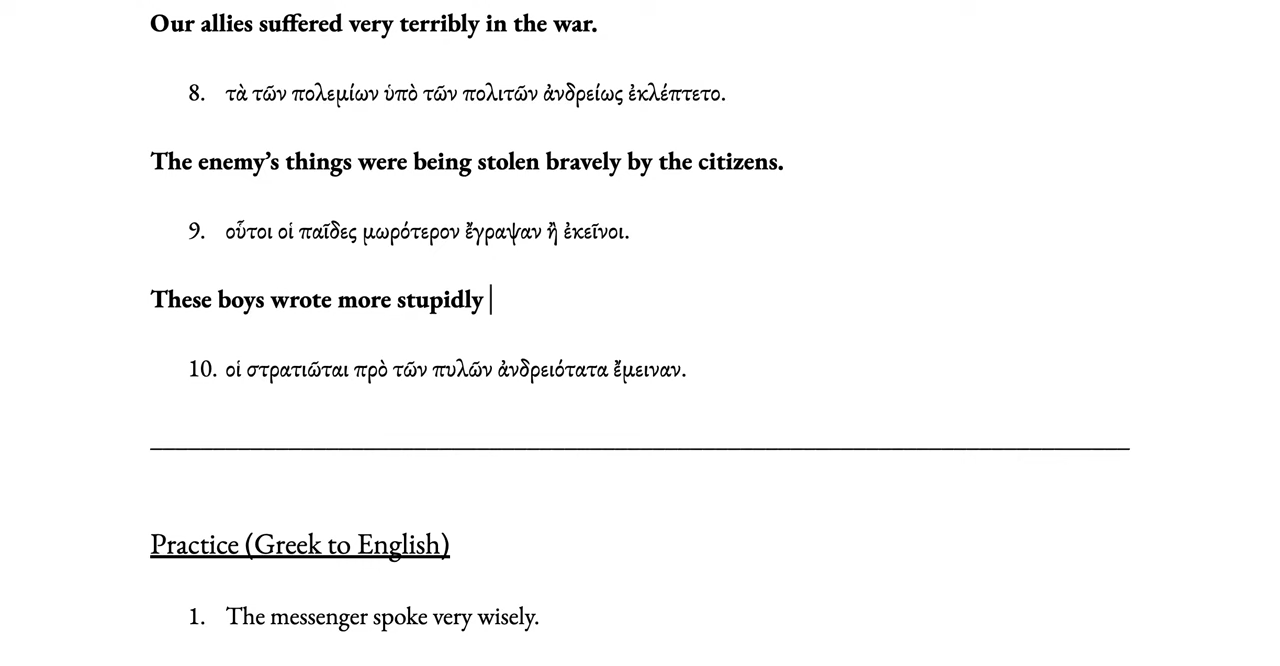 Our allies suffered very terribly in the war.
8. τὰ τῶν πολεμίων ὑπὸ τῶν πολιτῶν ἀνδρείως ἐκλέπτετο.
The enemy’s things were being stolen bravely by the citizens.
9. οὗτοι οἱ παῖδες μωρότερον ἔγραψαν ἢ ἐκεῖνοι.
These boys wrote more stupidly
10. οἱ στρατιῶται πρὸ τῶν πυλῶν ἀνδρειότατα ἔμειναν.
Practice (Greek to English)
1. The messenger spoke very wisely.